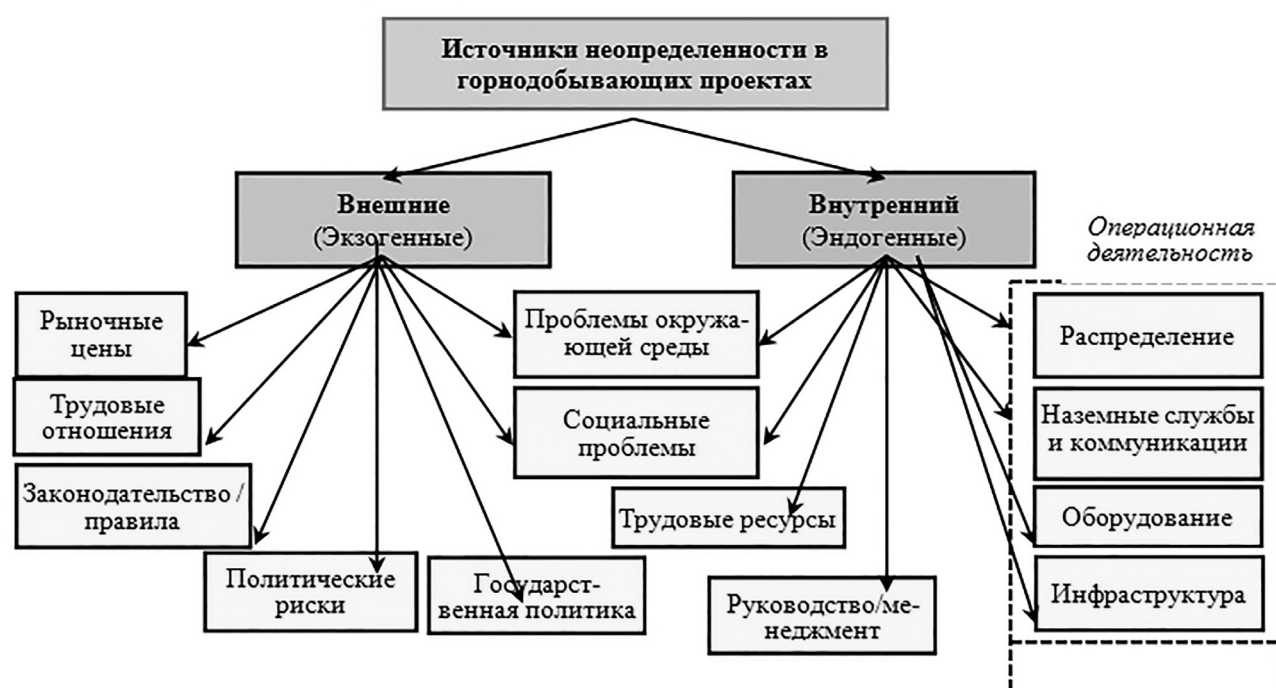 Источники неопределенности в
горнодобывающих проектах
Внешние
(Экзогенные)
Внутренний
(Эндогенные)
Операционная
деятельность
Рыночные
цены
Трудовые
отношения
Законодательство /
правила
Политические
риски
Государст-
венная политика
Проблемы окружа-
ющей среды
Социальные
проблемы
Трудовые ресурсы
Руководство/ме-
неджмент
Распределение
Наземные службы
и коммуникации
Оборудование
Инфраструктура